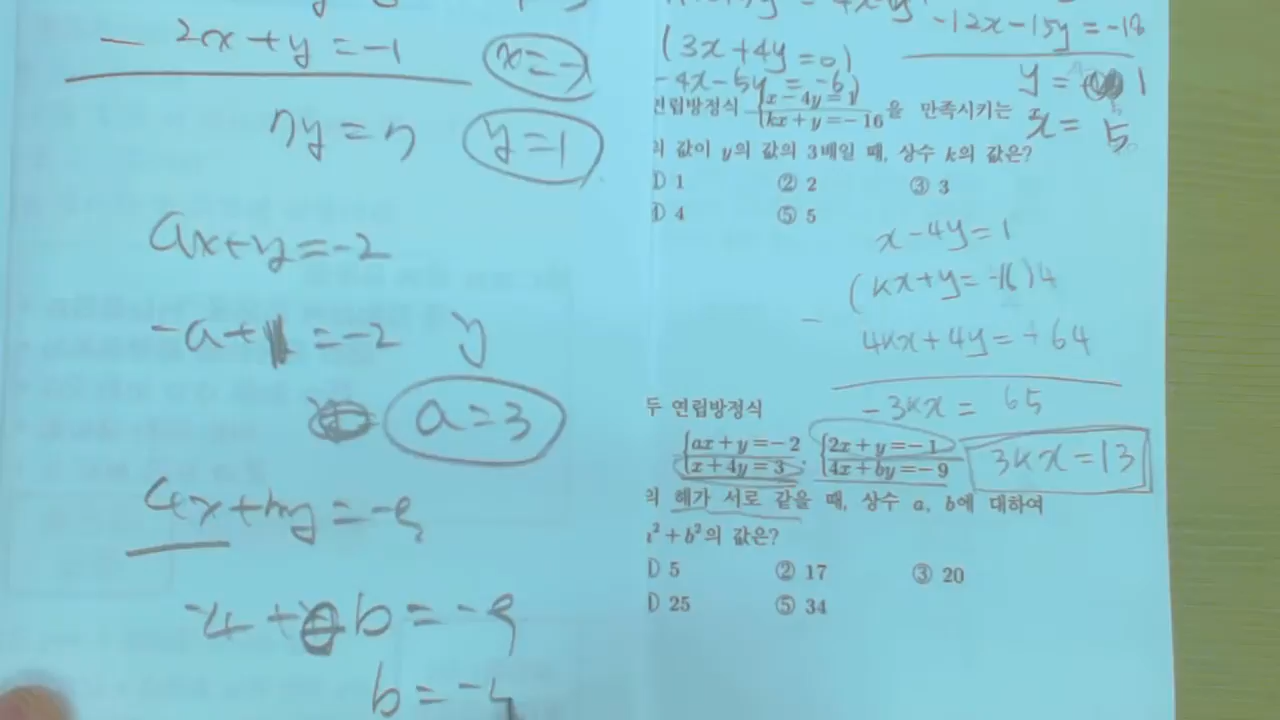 - 2x+y=-1
x=-1
7y=7
y=1
ax+y=-2
-a+1=-2
y
a=3
4x+by=-9
-4+b=-9
b=-5
-12x-15y=-18
(3x+4y=0)
-4x-5y=-6)
y=1
x=5
연립방정식 {x-4y=1 kx+y=-16 을 만족시키는
의 값이 y의 값의 3배일 때, 상수 k의 값은?
① 1 ② 2 ③ 3
④ 4 ⑤ 5
x-4y=1
(kx+y=-16)4
- 4kx+4y=-64
-3kx=65
3kx=13
두 연립방정식
{ax+y=-2 x+4y=3, {2x+y=-1 4x+by=-9
의 해가 서로 같을 때, 상수 a, b에 대하여
a²+b²의 값은?
① 5 ② 17 ③ 20
④ 25 ⑤ 34